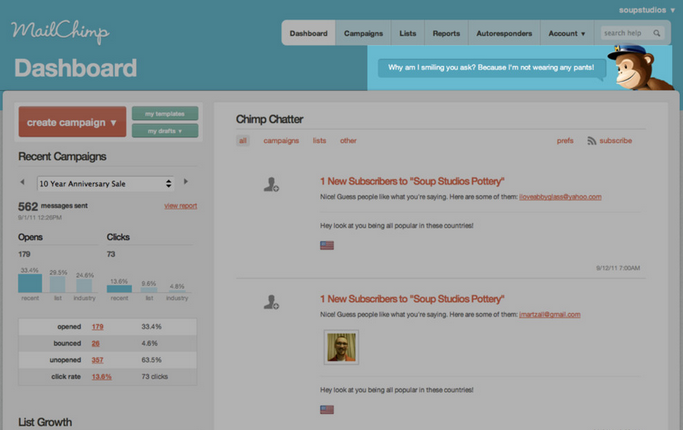 soupstudios ▼
MailChimp
Dashboard Campaigns Lists Reports Autoresponders Account ▼ search help
Dashboard
Why am I smiling you ask? Because I'm not wearing any pants!
create campaign ▼
my templates
my drafts ▼
Recent Campaigns
10 Year Anniversary Sale
562 messages sent view report
9/1/11 12:26PM
Opens Clicks
179 73
33.4% 29.5% 24.6% 13.6% 9.6% 4.8%
recent list industry recent list industry
opened 179 33.4%
bounced 26 4.6%
unopened 357 63.5%
click rate 13.6% 73 clicks
List Growth
Chimp Chatter
all campaigns lists other prefs subscribe
1 New Subscribers to "Soup Studios Pottery"
Nice! Guess people like what you're saying. Here are some of them: iloveabbyglass@yahoo.com
Hey look at you being all popular in these countries!
9/12/11 7:00AM
1 New Subscribers to "Soup Studios Pottery"
Nice! Guess people like what you're saying. Here are some of them: jmartzall@gmail.com
Hey look at you being all popular in these countries!